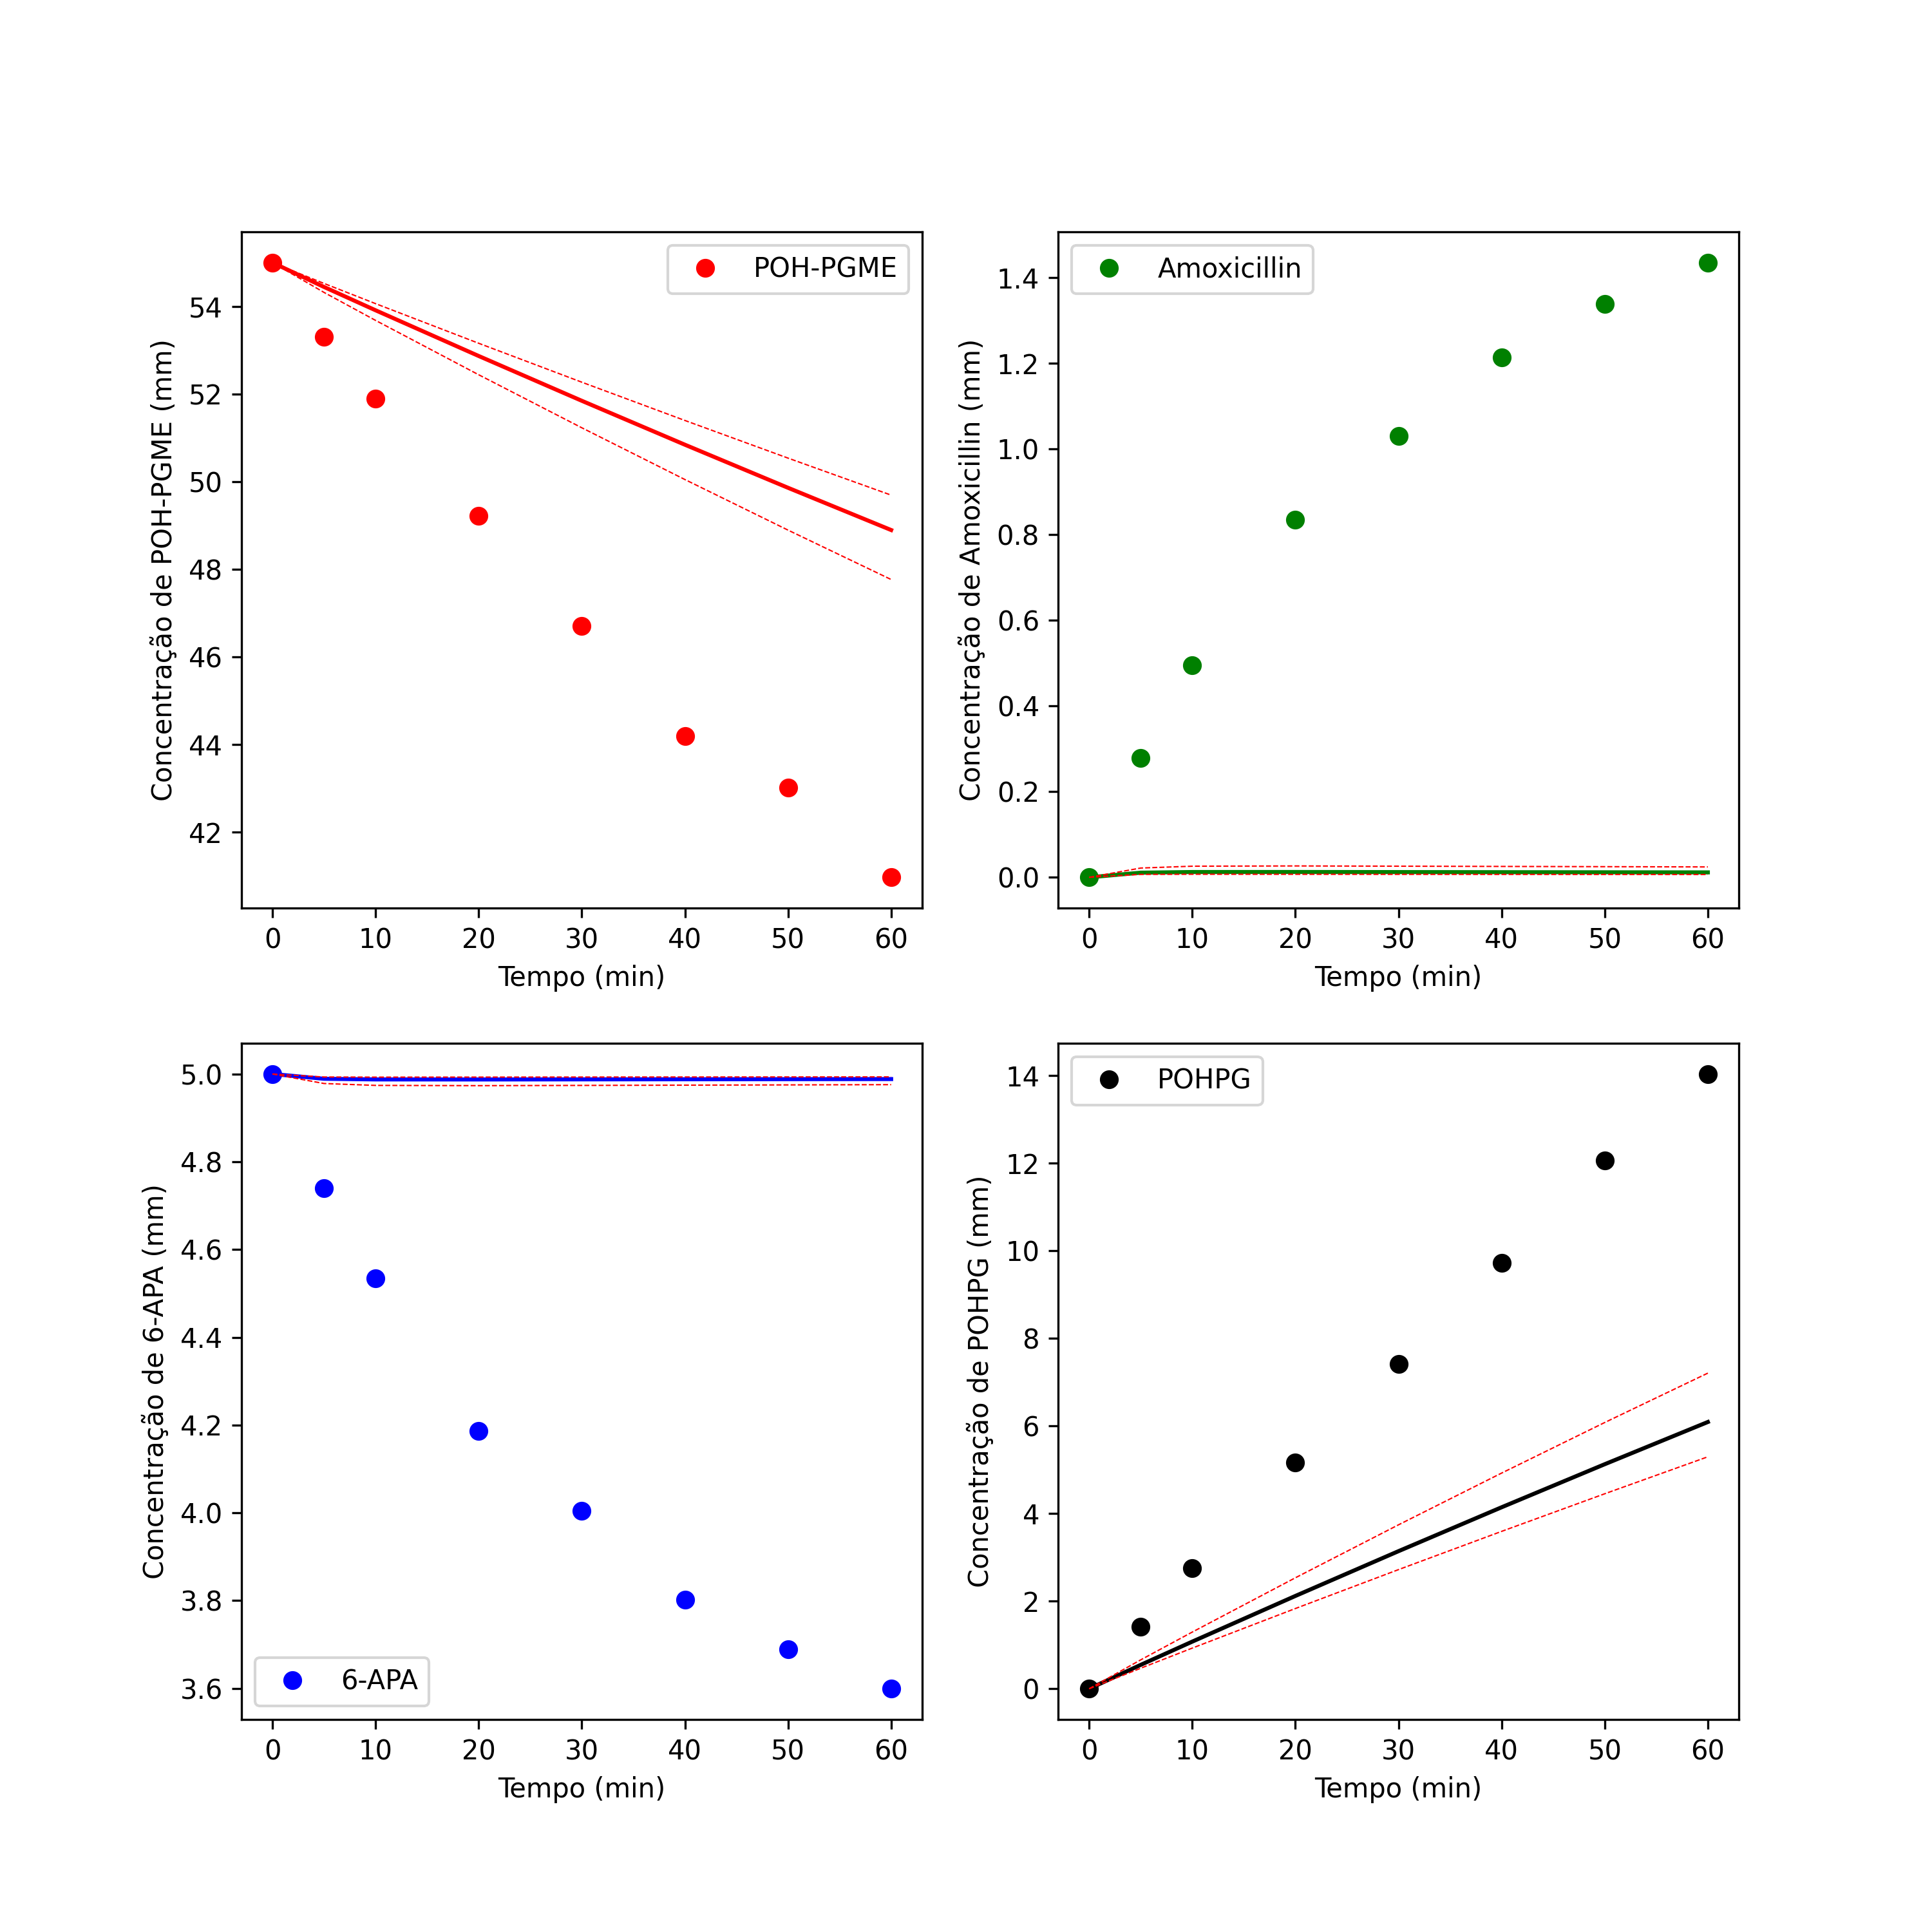 POH-PGME
Concentração de POH-PGME (mm)
54
52
50
48
46
44
42
0 10 20 30 40 50 60
Tempo (min)
Amoxicillin
Concentração de Amoxicillin (mm)
1.4
1.2
1.0
0.8
0.6
0.4
0.2
0.0
0 10 20 30 40 50 60
Tempo (min)
Concentração de 6-APA (mm)
5.0
4.8
4.6
4.4
4.2
4.0
3.8
3.6
6-APA
0 10 20 30 40 50 60
Tempo (min)
POHPG
Concentração de POHPG (mm)
14
12
10
8
6
4
2
0
0 10 20 30 40 50 60
Tempo (min)